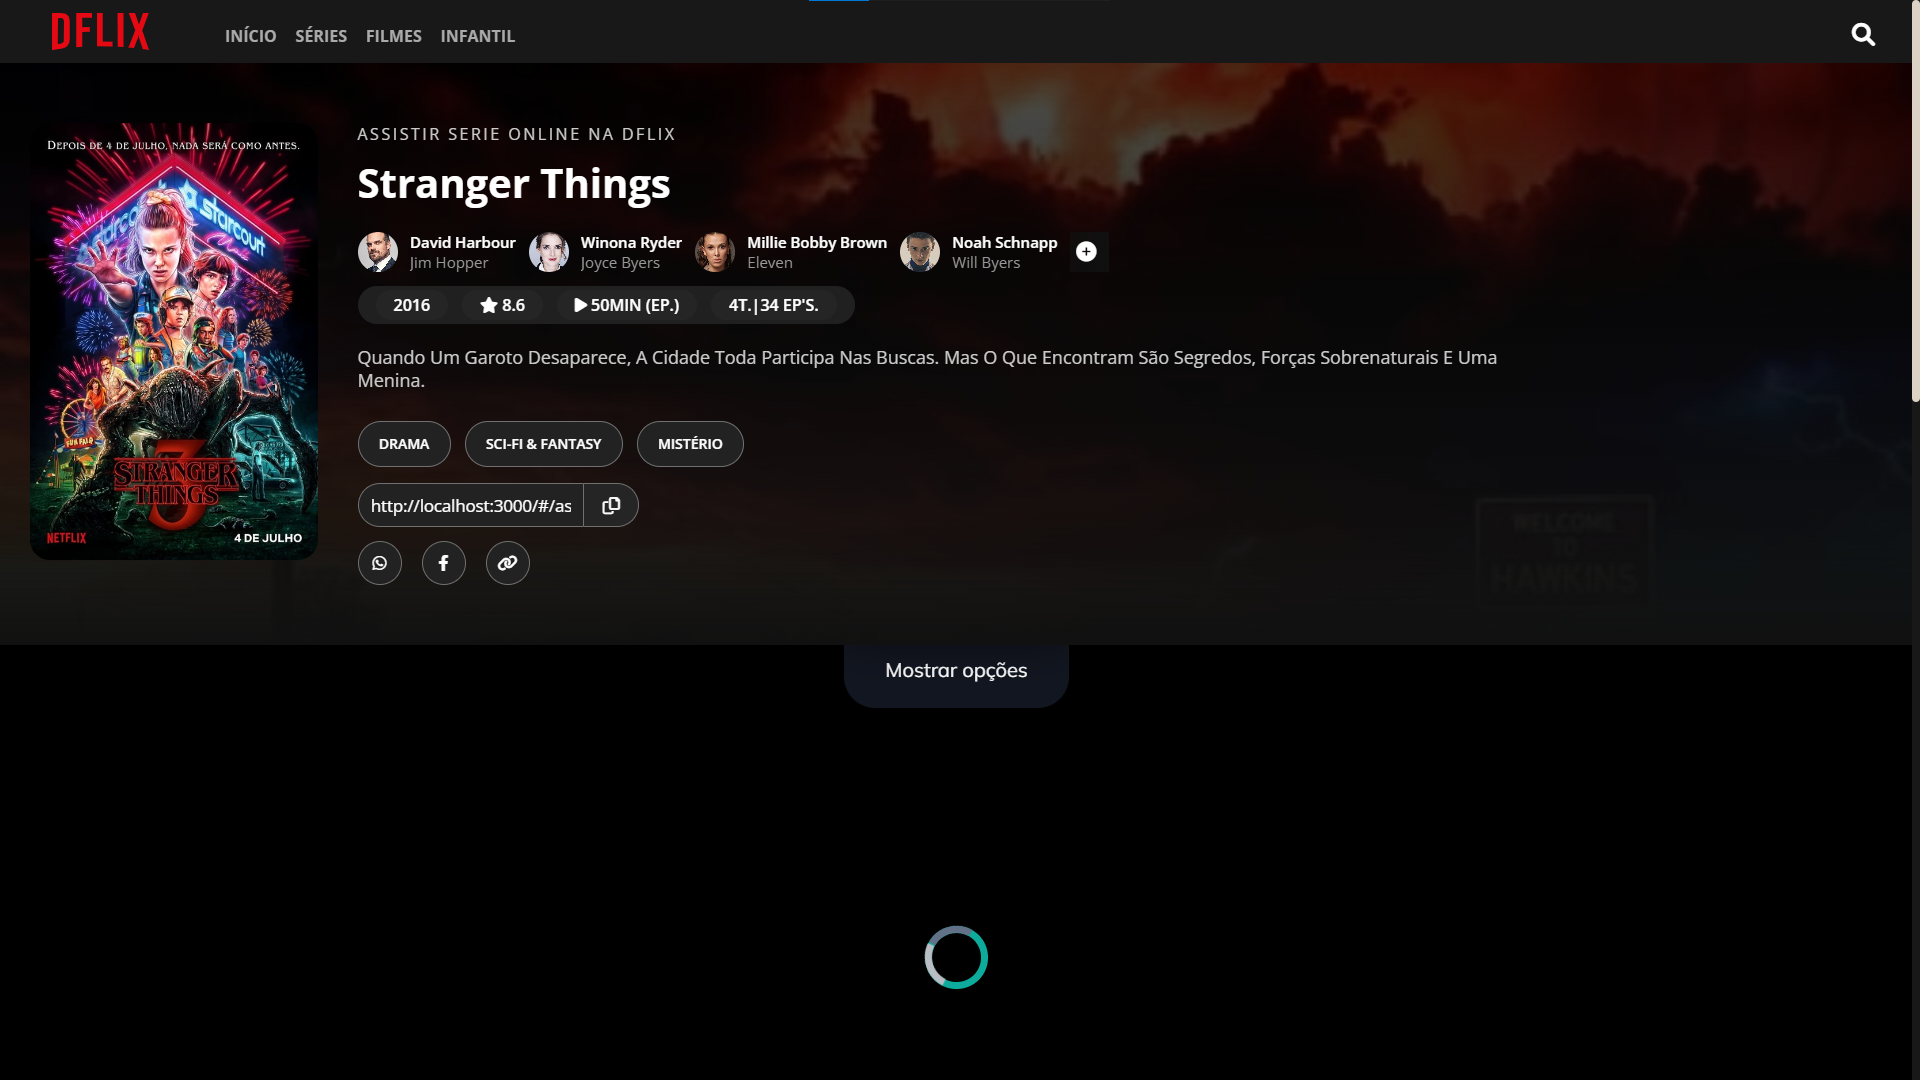 DFLIX
INÍCIO SÉRIES FILMES INFANTIL
DEPOIS DE 4 DE JULHO, NADA SERÁ COMO ANTES.
starcourt
FUN FAIR
STRANGER
THINGS
3
NETFLIX
4 DE JULHO
ASSISTIR SERIE ONLINE NA DFLIX
Stranger Things
David Harbour
Jim Hopper
Winona Ryder
Joyce Byers
Millie Bobby Brown
Eleven
Noah Schnapp
Will Byers
2016 8.6 50MIN (EP.) 4T.|34 EP'S.
Quando Um Garoto Desaparece, A Cidade Toda Participa Nas Buscas. Mas O Que Encontram São Segredos, Forças Sobrenaturais E Uma
Menina.
DRAMA SCI-FI & FANTASY MISTÉRIO
http://localhost:3000/#/as
WELCOME
TO
HAWKINS
Mostrar opções